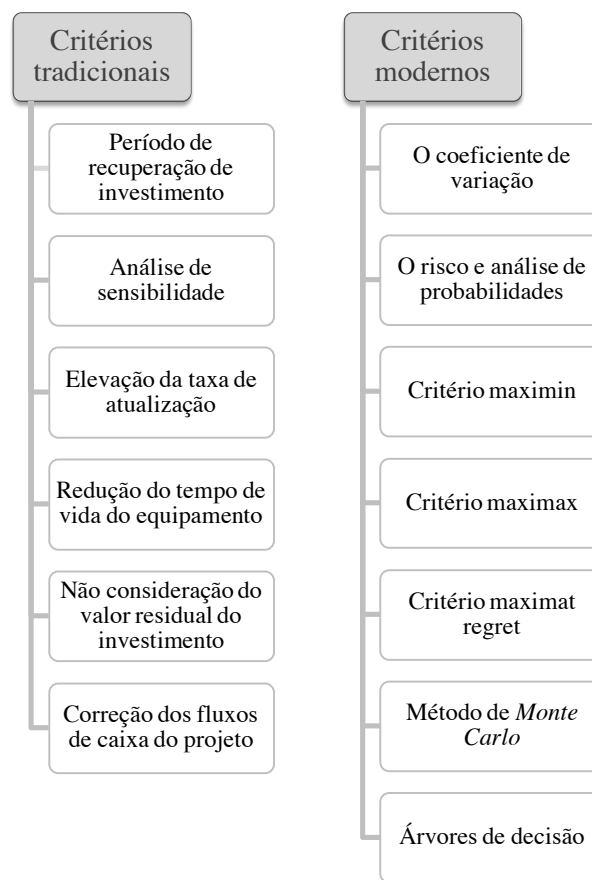 Critérios
tradicionais
Período de
recuperação de
investimento
Análise de
sensibilidade
Elevação da taxa de
atualização
Redução do tempo de
vida do equipamento
Não consideração do
valor residual do
investimento
Correção dos fluxos
de caixa do projeto
Critérios
modernos
O coeficiente de
variação
O risco e análise de
probabilidades
Critério maximin
Critério maximax
Critério maximat
regret
Método de Monte
Carlo
Árvores de decisão